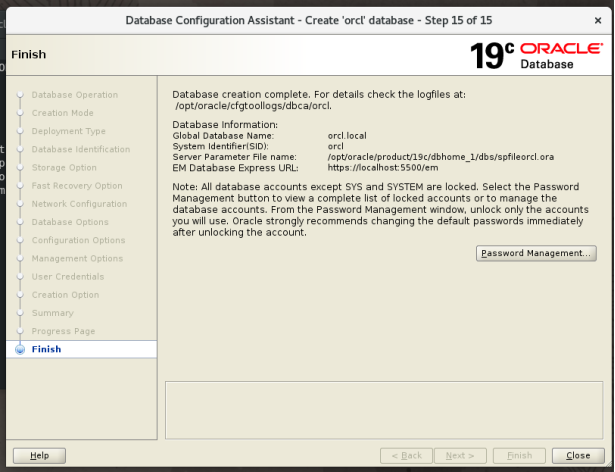 Database Configuration Assistant - Create 'orcl' database - Step 15 of 15
×
Finish
19c ORACLE
Database
Database Operation
Creation Mode
Deployment Type
Database Identification
Storage Option
Fast Recovery Option
Network Configuration
Database Options
Configuration Options
Management Options
User Credentials
Creation Option
Summary
Progress Page
Finish
Database creation complete. For details check the logfiles at:
/opt/oracle/cfgtoollogs/dbca/orcl.
Database Information:
Global Database Name: orcl.local
System Identifier(SID): orcl
Server Parameter File name: /opt/oracle/product/19c/dbhome_1/dbs/spfileorcl.ora
EM Database Express URL: https://localhost:5500/em
Note: All database accounts except SYS and SYSTEM are locked. Select the Password
Management button to view a complete list of locked accounts or to manage the
database accounts. From the Password Management window, unlock only the accounts
you will use. Oracle strongly recommends changing the default passwords immediately
after unlocking the account.
Password Management...
Help
< Back
Next >
Finish
Close